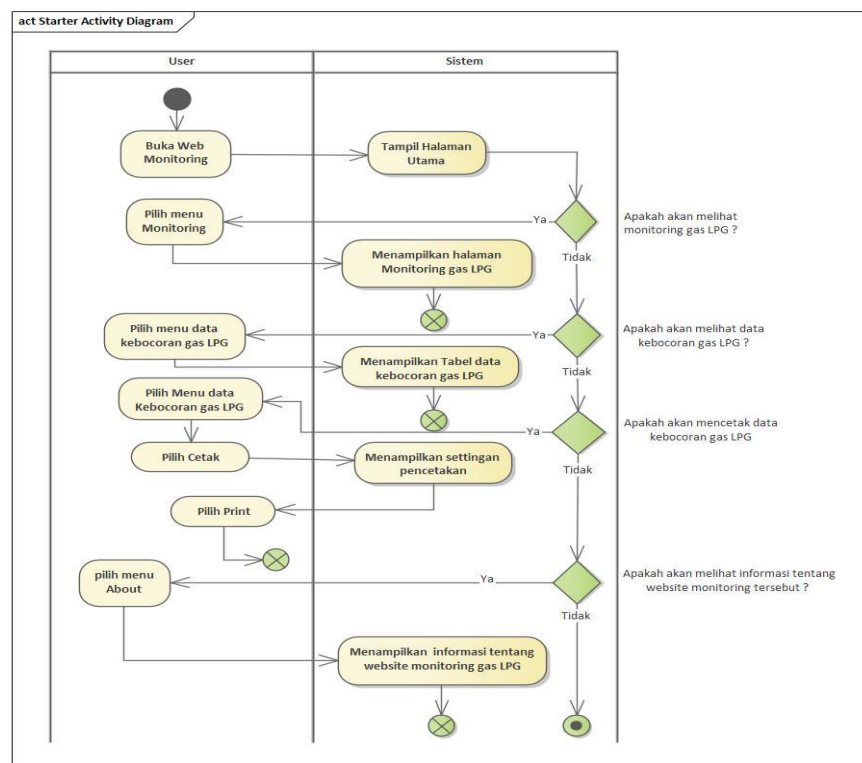 act Starter Activity Diagram
User
Sistem
Buka Web
Monitoring
Tampil Halaman
Utama
Pilih menu
Monitoring
Ya
Apakah akan melihat
monitoring gas LPG ?
Tidak
Menampilkan halaman
Monitoring gas LPG
Pilih menu data
kebocoran gas LPG
Ya
Apakah akan melihat data
kebocoran gas LPG ?
Tidak
Menampilkan Tabel data
kebocoran gas LPG
Pilih Menu data
Kebocoran gas LPG
Ya
Apakah akan mencetak data
kebocoran gas LPG
Tidak
Pilih Cetak
Menampilkan settingan
pencetakan
Pilih Print
pilih menu
About
Ya
Apakah akan melihat informasi tentang
website monitoring tersebut ?
Tidak
Menampilkan informasi tentang
website monitoring gas LPG